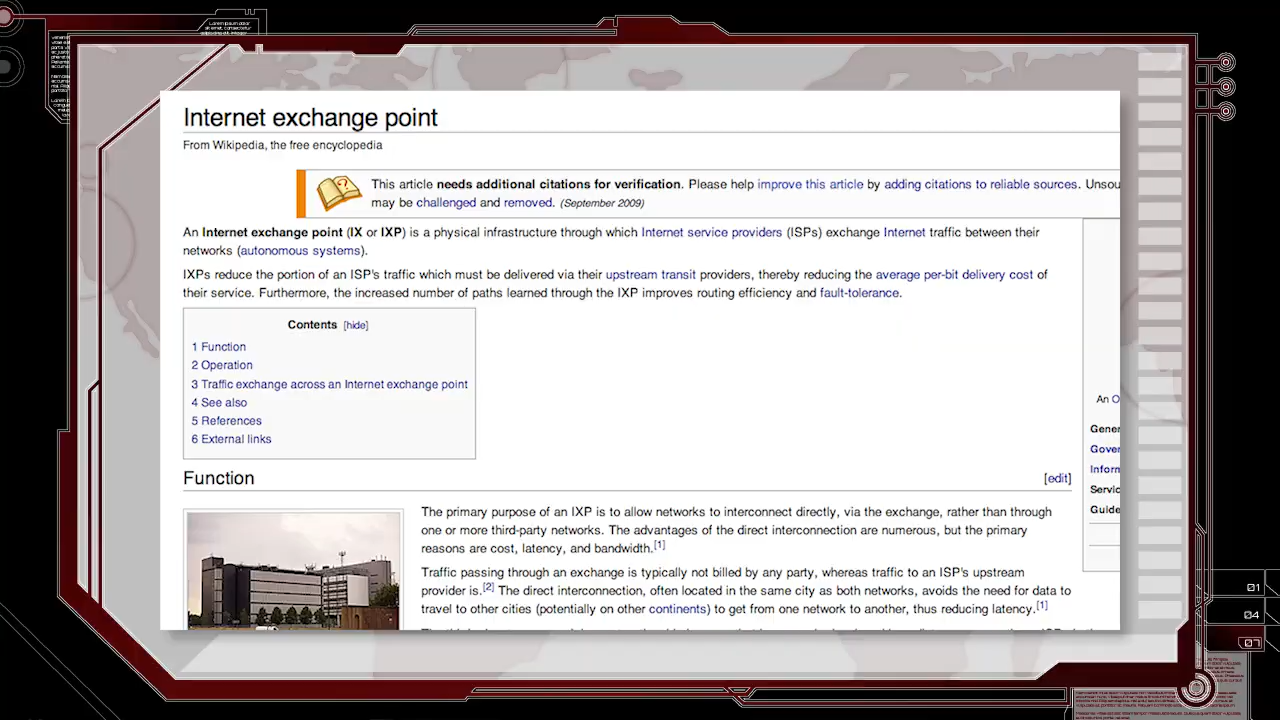 Lorem ipsum dolor
Internet exchange point
From Wikipedia, the free encyclopedia
This article needs additional citations for verification. Please help improve this article by adding citations to reliable sources. Unsou
may be challenged and removed. (September 2009)
An Internet exchange point (IX or IXP) is a physical infrastructure through which Internet service providers (ISPs) exchange Internet traffic between their
networks (autonomous systems).
IXPs reduce the portion of an ISP's traffic which must be delivered via their upstream transit providers, thereby reducing the average per-bit delivery cost of
their service. Furthermore, the increased number of paths learned through the IXP improves routing efficiency and fault-tolerance.
Contents [hide]
1 Function
2 Operation
3 Traffic exchange across an Internet exchange point
4 See also
5 References
6 External links
An O
Gener
Gover
Inform
Servic
Guide
Function
[edit]
The primary purpose of an IXP is to allow networks to interconnect directly, via the exchange, rather than through
one or more third-party networks. The advantages of the direct interconnection are numerous, but the primary
reasons are cost, latency, and bandwidth.[1]
Traffic passing through an exchange is typically not billed by any party, whereas traffic to an ISP's upstream
provider is.[2] The direct interconnection, often located in the same city as both networks, avoids the need for data to
travel to other cities (potentially on other continents) to get from one network to another, thus reducing latency.[1]
01
04
07